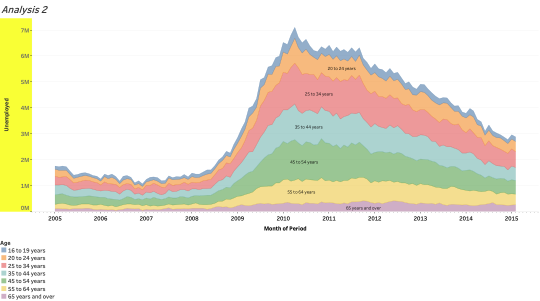 Analysis 2
7M
6M
5M
4M
3M
2M
1M
0M
Unemployed
20 to 24 years
25 to 34 years
35 to 44 years
45 to 54 years
55 to 64 years
65 years and over
2005 2006 2007 2008 2009 2010 2011 2012 2013 2014 2015
Month of Period
Age
16 to 19 years
20 to 24 years
25 to 34 years
35 to 44 years
45 to 54 years
55 to 64 years
65 years and over